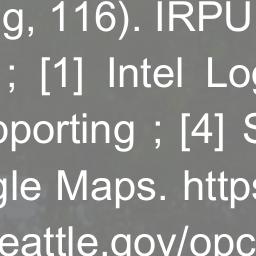 g, 116). IRPU
; [1] Intel Log
pporting ; [4] S
gle Maps. https
eattle.gov/opc